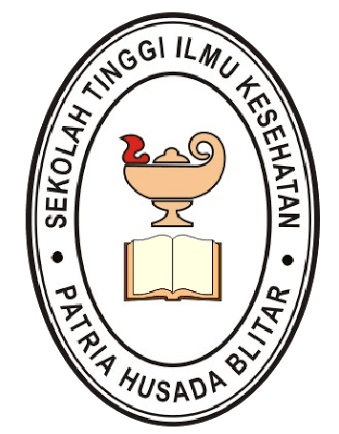 SEKOLAH TINGGI ILMU KESEHATAN
PATRIA HUSADA BLITAR